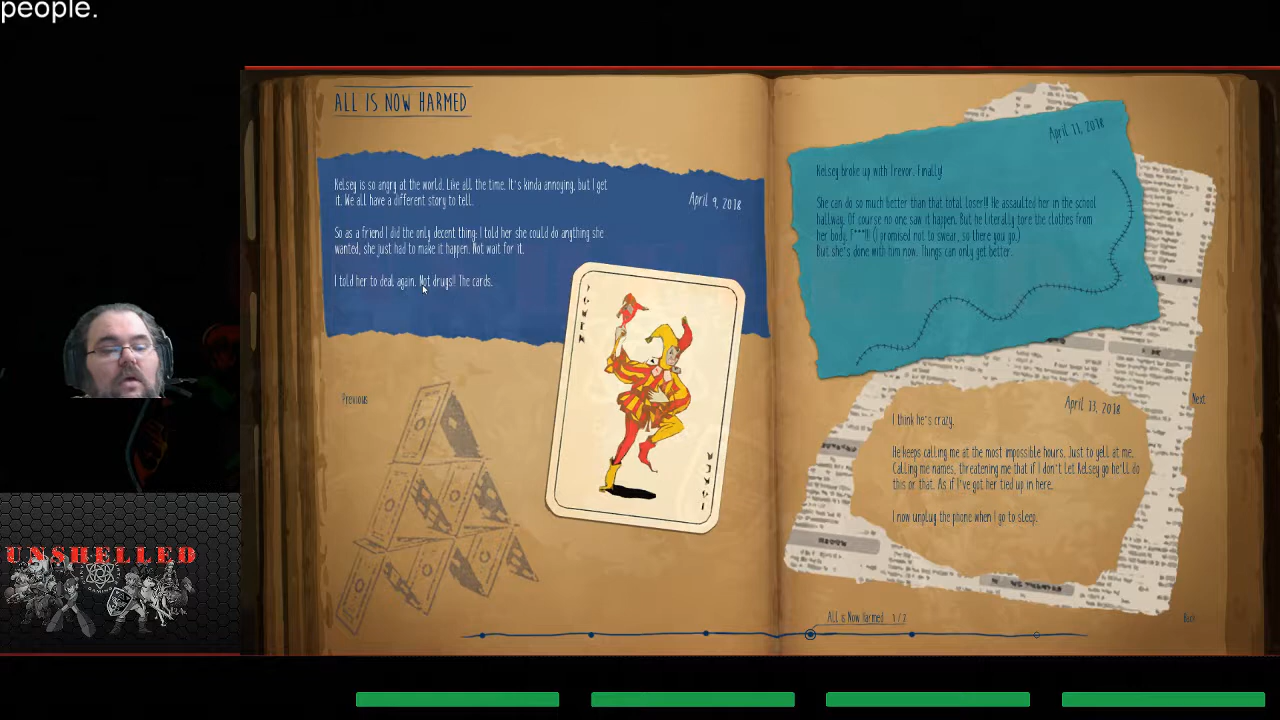 people.
ALL IS NOW HARMED
Kelsey is so angry at the world. Like all the time. It's kinda annoying, but I get
it. We all have a different story to tell.
April 9, 2018
So as a friend I did the only decent thing: I told her she could do anything she
wanted, she just had to make it happen. Not wait for it.
I told her to deal again. Not drugs!! The cards.
JOKER
JOKER
Previous
April 11, 2018
Kelsey broke up with Trevor. Finally!
She can do so much better than that total loser!!! He assaulted her in the school
hallway. Of course no one saw it happen. But he literally tore the clothes from
her body. F***!!! (I promised not to swear, so there you go.)
But she's done with him now. Things can only get better.
Next
April 13, 2018
I think he's crazy.
He keeps calling me at the most impossible hours. Just to yell at me.
Calling me names, threatening me that if I don't let Kelsey go he'll do
this or that. As if I've got her tied up in here.
I now unplug the phone when I go to sleep.
All is Now Harmed 1 / 7
Back
UNSHELLED